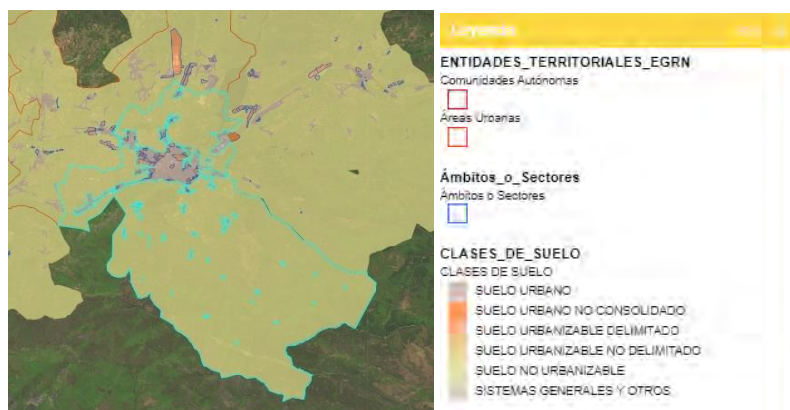 Leyenda
ENTIDADES_TERRITORIALES_EGRN
Comunidades Autónomas
Áreas Urbanas
Ámbitos_o_Sectores
Ámbitos o Sectores
CLASES_DE_SUELO
CLASES DE SUELO
SUELO URBANO
SUELO URBANO NO CONSOLIDADO
SUELO URBANIZABLE DELIMITADO
SUELO URBANIZABLE NO DELIMITADO
SUELO NO URBANIZABLE
SISTEMAS GENERALES Y OTROS